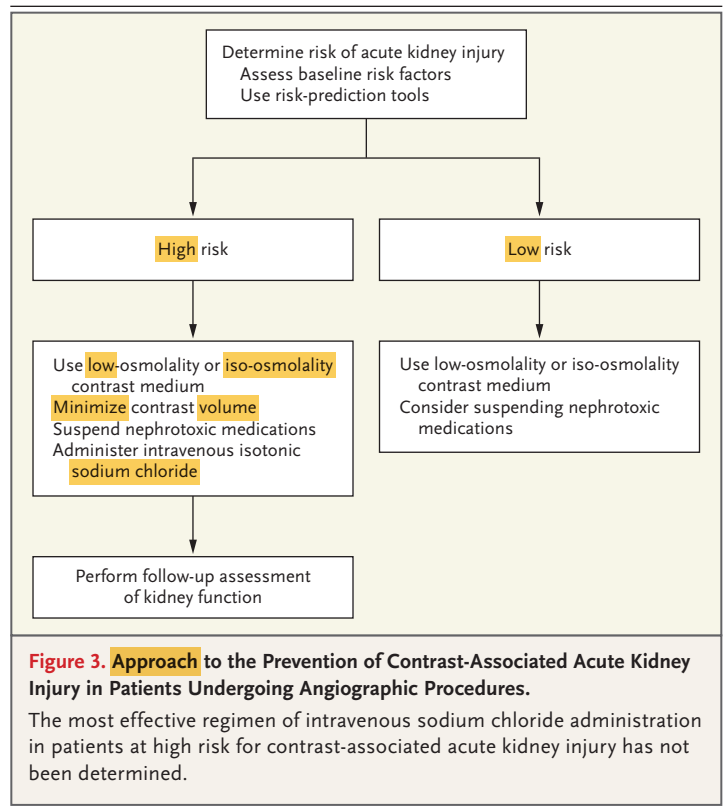 Determine risk of acute kidney injury
Assess baseline risk factors
Use risk-prediction tools
High risk
Low risk
Use low-osmolality or iso-osmolality
contrast medium
Minimize contrast volume
Suspend nephrotoxic medications
Administer intravenous isotonic
sodium chloride
Use low-osmolality or iso-osmolality
contrast medium
Consider suspending nephrotoxic
medications
Perform follow-up assessment
of kidney function
Figure 3. Approach to the Prevention of Contrast-Associated Acute Kidney
Injury in Patients Undergoing Angiographic Procedures.
The most effective regimen of intravenous sodium chloride administration
in patients at high risk for contrast-associated acute kidney injury has not
been determined.